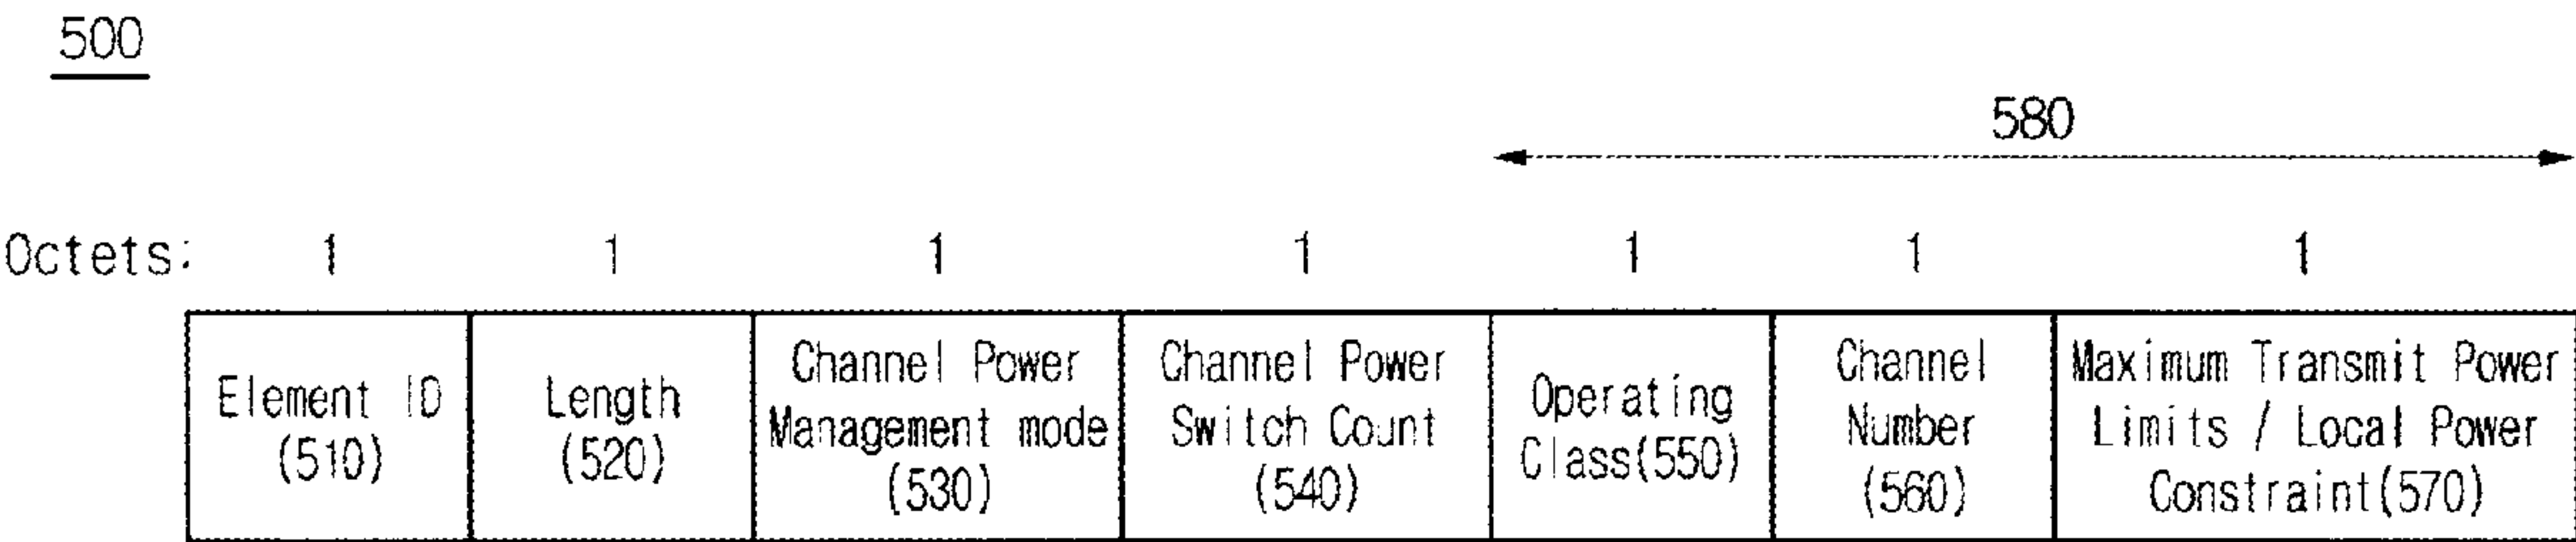 500
580
Octets: 1 1 1 1 1 1 1
Element ID
(510)
Length
(520)
Channel Power
Management mode
(530)
Channel Power
Switch Count
(540)
Operating
Class(550)
Channel
Number
(560)
Maximum Transmit Power
Limits / Local Power
Constraint(570)